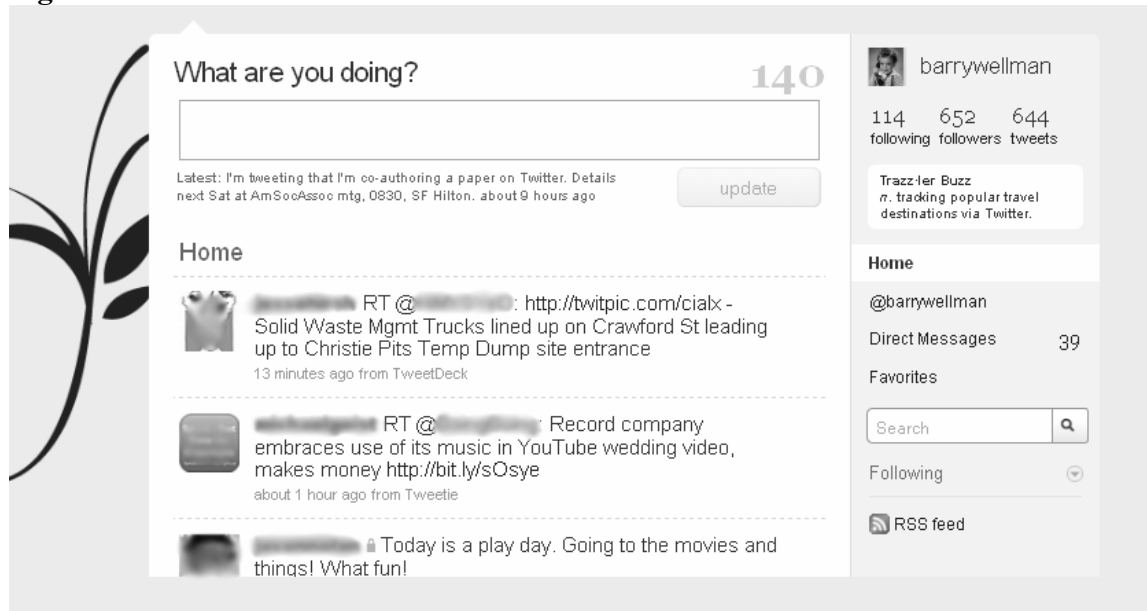 What are you doing?
140
Latest: I'm tweeting that I'm co-authoring a paper on Twitter. Details
next Sat at AmSocAssoc mtg, 0830, SF Hilton. about 9 hours ago
update
Home
RT @ : http://twitpic.com/cialx -
Solid Waste Mgmt Trucks lined up on Crawford St leading
up to Christie Pits Temp Dump site entrance
13 minutes ago from TweetDeck
RT @ : Record company
embraces use of its music in YouTube wedding video,
makes money http://bit.ly/sOsye
about 1 hour ago from Tweetie
Today is a play day. Going to the movies and
things! What fun!
barrywellman
114 652 644
following followers tweets
Trazz·ler Buzz
n. tracking popular travel
destinations via Twitter.
Home
@barrywellman
Direct Messages 39
Favorites
Search
Following
RSS feed